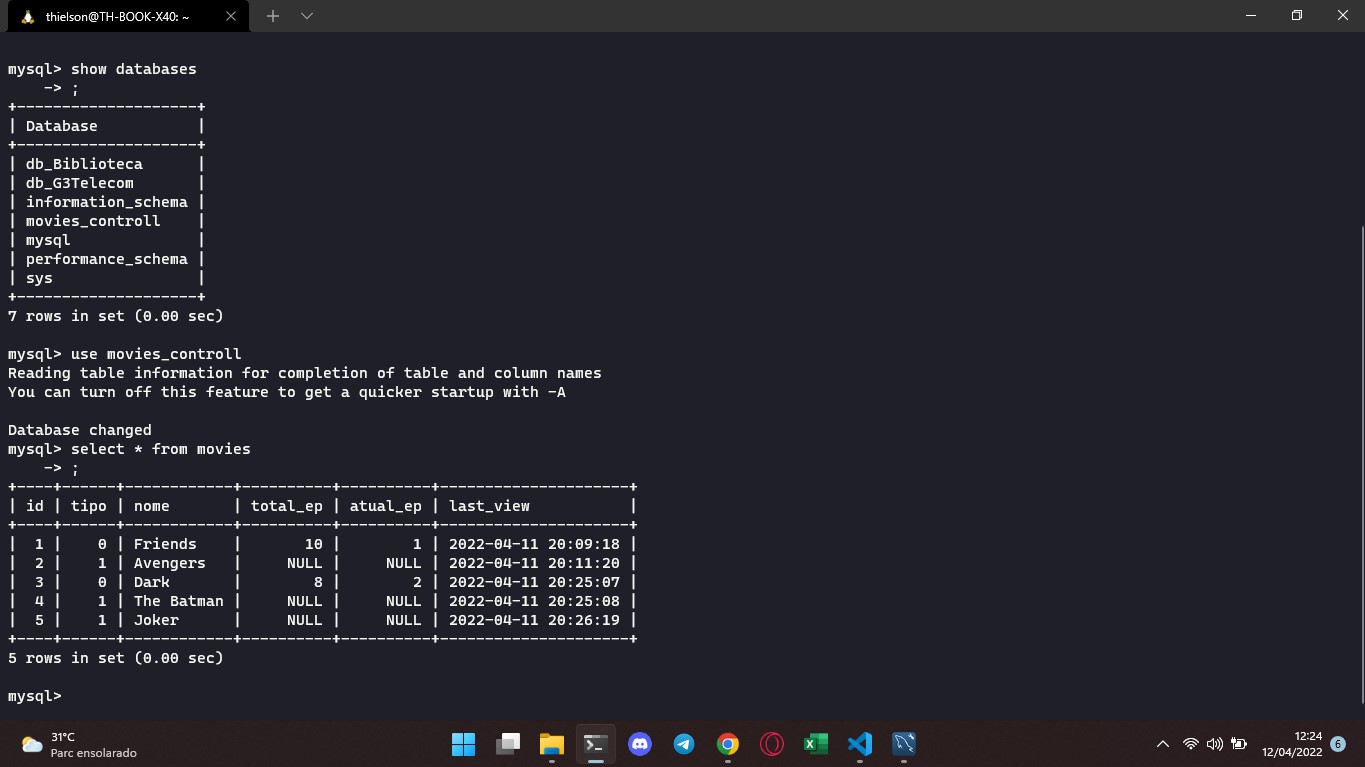 thielson@TH-BOOK-X40: ~
mysql> show databases
    -> ;
+--------------------+
| Database           |
+--------------------+
| db_Biblioteca      |
| db_G3Telecom       |
| information_schema |
| movies_controll    |
| mysql              |
| performance_schema |
| sys                |
+--------------------+
7 rows in set (0.00 sec)
mysql> use movies_controll
Reading table information for completion of table and column names
You can turn off this feature to get a quicker startup with -A
Database changed
mysql> select * from movies
    -> ;
+----+------+------------+----------+----------+---------------------+
| id | tipo | nome       | total_ep | atual_ep | last_view           |
+----+------+------------+----------+----------+---------------------+
|  1 |    0 | Friends    |       10 |        1 | 2022-04-11 20:09:18 |
|  2 |    1 | Avengers   |     NULL |     NULL | 2022-04-11 20:11:20 |
|  3 |    0 | Dark       |        8 |        2 | 2022-04-11 20:25:07 |
|  4 |    1 | The Batman |     NULL |     NULL | 2022-04-11 20:25:08 |
|  5 |    1 | Joker      |     NULL |     NULL | 2022-04-11 20:26:19 |
+----+------+------------+----------+----------+---------------------+
5 rows in set (0.00 sec)
mysql>
31°C
Parc ensolarado
12:24
12/04/2022
6